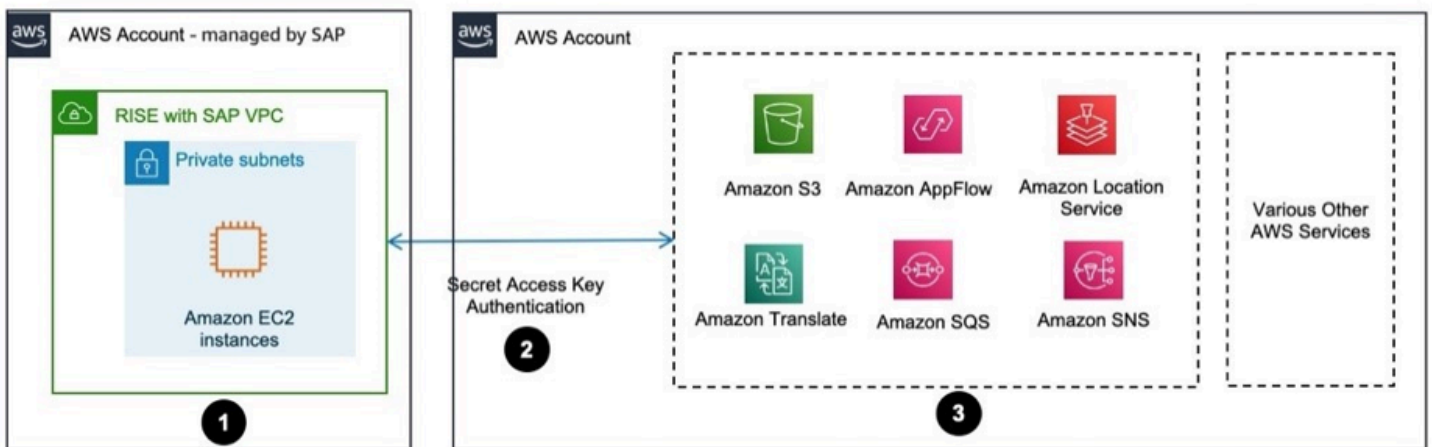 aws
AWS Account - managed by SAP
RISE with SAP VPC
Private subnets
Amazon EC2
instances
1
Secret Access Key
Authentication
2
aws
AWS Account
Amazon S3
Amazon AppFlow
Amazon Location
Service
Amazon Translate
Amazon SQS
Amazon SNS
3
Various Other
AWS Services